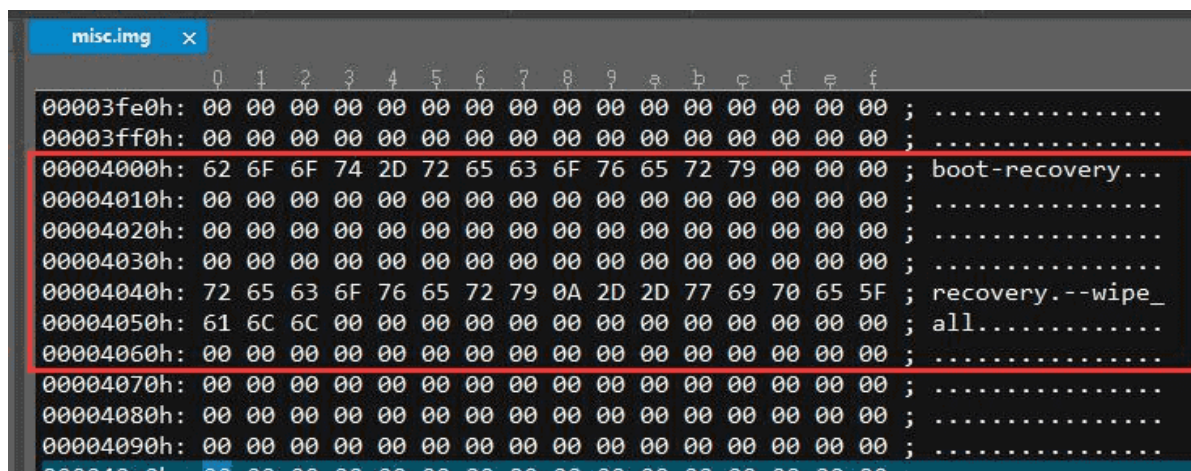 misc.img ×
0 1 2 3 4 5 6 7 8 9 a b c d e f
00003fe0h: 00 00 00 00 00 00 00 00 00 00 00 00 00 00 00 00 ; ................
00003ff0h: 00 00 00 00 00 00 00 00 00 00 00 00 00 00 00 00 ; ................
00004000h: 62 6F 6F 74 2D 72 65 63 6F 76 65 72 79 00 00 00 ; boot-recovery...
00004010h: 00 00 00 00 00 00 00 00 00 00 00 00 00 00 00 00 ; ................
00004020h: 00 00 00 00 00 00 00 00 00 00 00 00 00 00 00 00 ; ................
00004030h: 00 00 00 00 00 00 00 00 00 00 00 00 00 00 00 00 ; ................
00004040h: 72 65 63 6F 76 65 72 79 0A 2D 2D 77 69 70 65 5F ; recovery.--wipe_
00004050h: 61 6C 6C 00 00 00 00 00 00 00 00 00 00 00 00 00 ; all.............
00004060h: 00 00 00 00 00 00 00 00 00 00 00 00 00 00 00 00 ; ................
00004070h: 00 00 00 00 00 00 00 00 00 00 00 00 00 00 00 00 ; ................
00004080h: 00 00 00 00 00 00 00 00 00 00 00 00 00 00 00 00 ; ................
00004090h: 00 00 00 00 00 00 00 00 00 00 00 00 00 00 00 00 ; ................